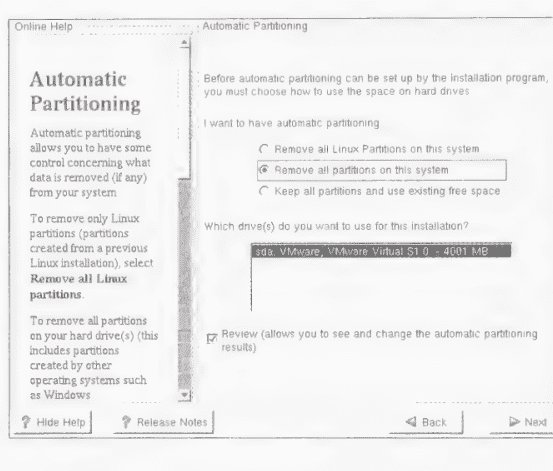 Online Help
Automatic Partitioning
Automatic
Partitioning
Automatic partitioning
allows you to have some
control concerning what
data is removed (if any)
from your system
To remove only Linux
partitions (partitions
created from a previous
Linux installation), select
Remove all Linux
partitions.
To remove all partitions
on your hard drive(s) (this
includes partitions
created by other
operating systems such
as Windows
Before automatic partitioning can be set up by the installation program,
you must choose how to use the space on hard drives
I want to have automatic partitioning
Remove all Linux Partitions on this system
Remove all partitions on this system
Keep all partitions and use existing free space
Which drive(s) do you want to use for this installation?
sda: VMware, VMware Virtual S1.0 - 4001 MB
Review (allows you to see and change the automatic partitioning
results)
Hide Help
Release Notes
Back
Next